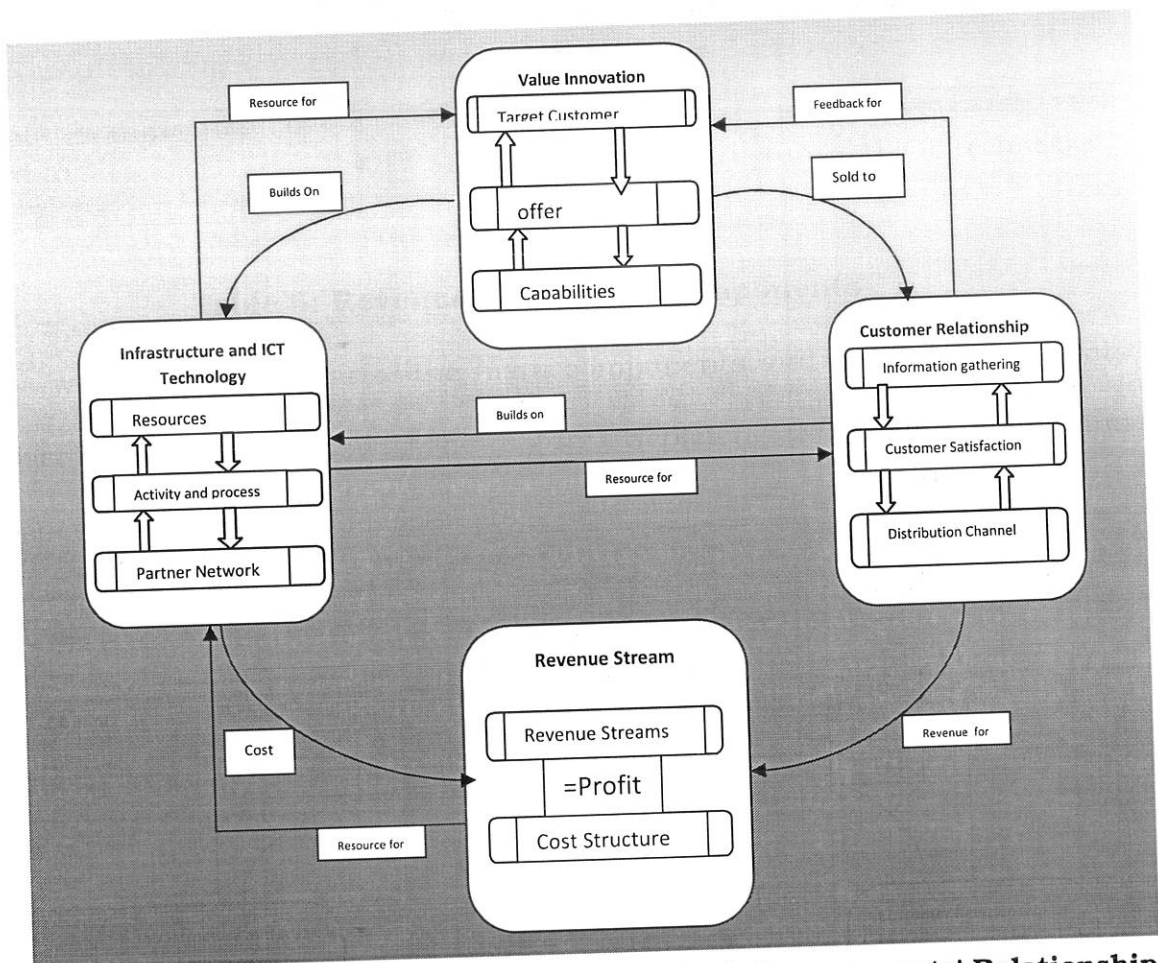 Value Innovation
Resource for
Target Customer
Feedback for
Builds On
offer
Sold to
Capabilities
Infrastructure and ICT
Technology
Resources
Activity and process
Partner Network
Customer Relationship
Information gathering
Customer Satisfaction
Distribution Channel
Builds on
Resource for
Revenue Stream
Revenue Streams
=Profit
Cost Structure
Cost
Resource for
Revenue for
Relationship